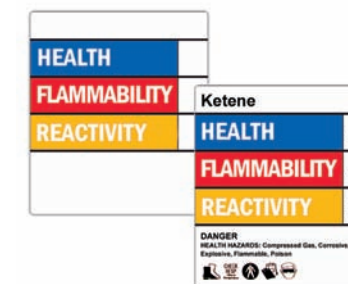 HEALTH
FLAMMABILITY
REACTIVITY
Ketene
HEALTH
FLAMMABILITY
REACTIVITY
DANGER
HEALTH HAZARDS: Compressed Gas, Corrosive
Explosive, Flammable, Poison